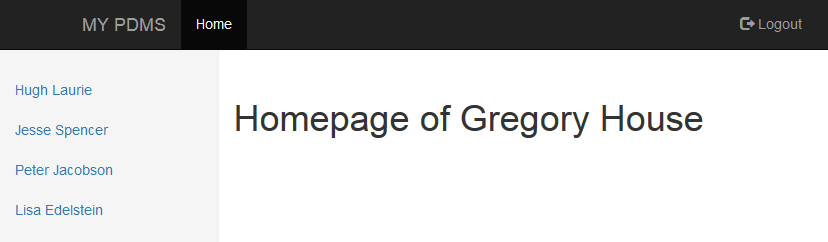 MY PDMS Home Logout
Hugh Laurie
Jesse Spencer
Peter Jacobson
Lisa Edelstein
Homepage of Gregory House